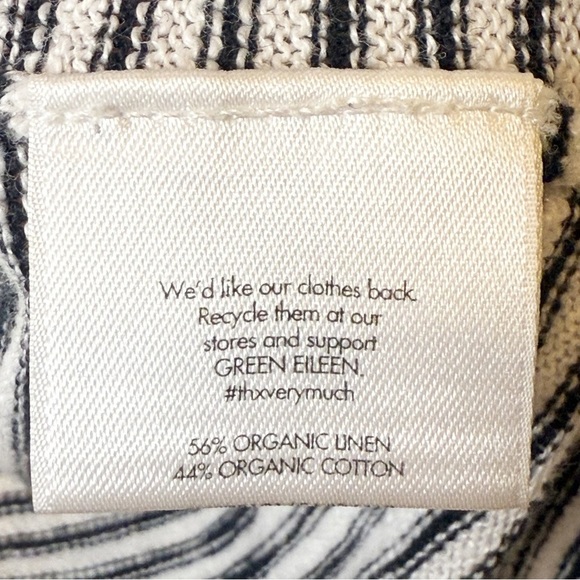 We'd like our clothes back.
Recycle them at our
stores and support
GREEN EILEEN.
#thxverymuch
56% ORGANIC LINEN
44% ORGANIC COTTON